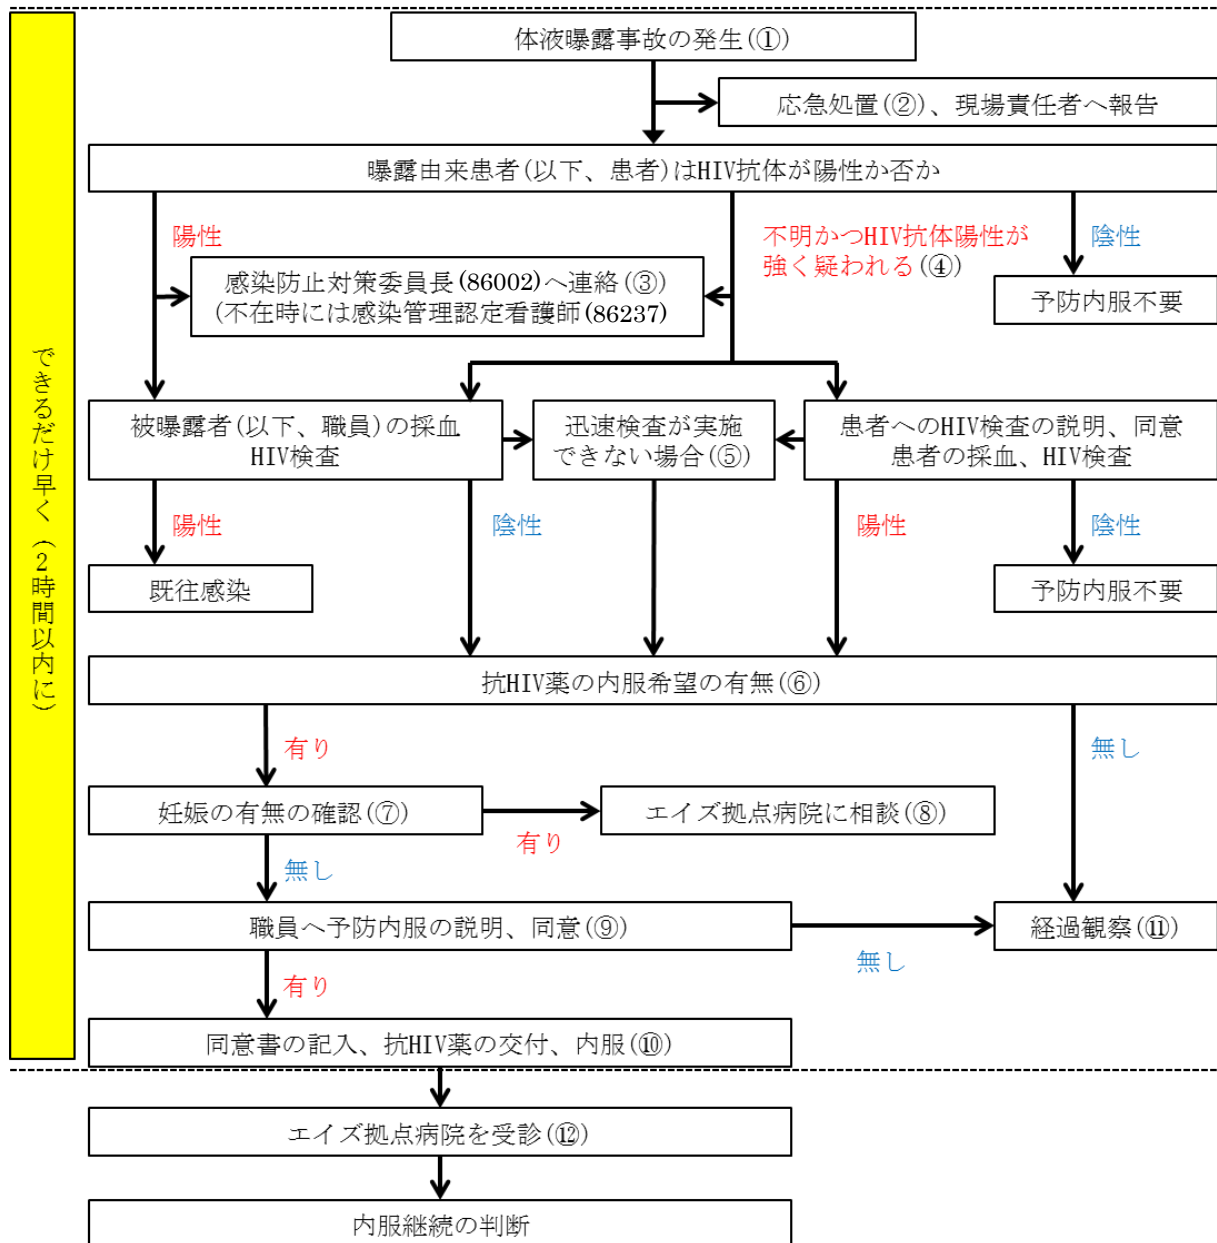 体液曝露事故の発生(①)
応急処置(②)、現場責任者へ報告
曝露由来患者(以下、患者)はHIV抗体が陽性か否か
陽性
不明かつHIV抗体陽性が
強く疑われる(④)
陰性
感染防止対策委員長(86002)へ連絡(③)
(不在時には感染管理認定看護師(86237)
予防内服不要
できるだけ早く(2時間以内に)
被曝露者(以下、職員)の採血
HIV検査
迅速検査が実施
できない場合(⑤)
患者へのHIV検査の説明、同意
患者の採血、HIV検査
陽性
陰性
陽性
陰性
既往感染
予防内服不要
抗HIV薬の内服希望の有無(⑥)
有り
無し
妊娠の有無の確認(⑦)
有り
エイズ拠点病院に相談(⑧)
無し
職員へ予防内服の説明、同意(⑨)
無し
経過観察(⑪)
有り
同意書の記入、抗HIV薬の交付、内服(⑩)
エイズ拠点病院を受診(⑫)
内服継続の判断